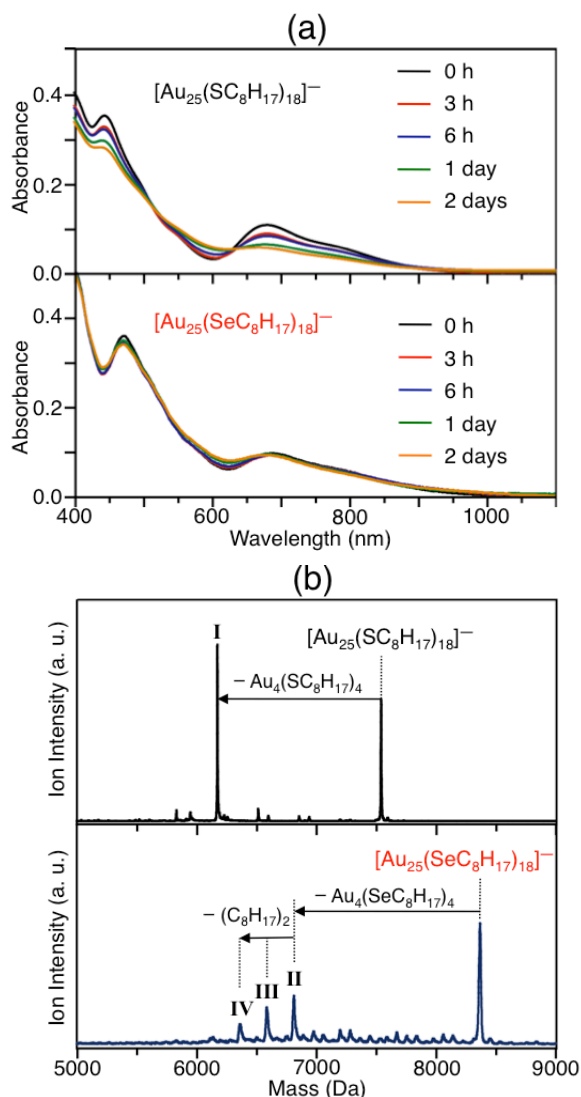 (a)
[Au25(SC8H17)18]–
0 h
3 h
6 h
1 day
2 days
0.4
0.2
0.0
Absorbance
[Au25(SeC8H17)18]–
0 h
3 h
6 h
1 day
2 days
0.4
0.2
0.0
Absorbance
400
600
800
1000
Wavelength (nm)
(b)
I
[Au25(SC8H17)18]–
– Au4(SC8H17)4
Ion Intensity (a. u.)
[Au25(SeC8H17)18]–
– Au4(SeC8H17)4
– (C8H17)2
II
III
IV
Ion Intensity (a. u.)
5000
6000
7000
8000
9000
Mass (Da)